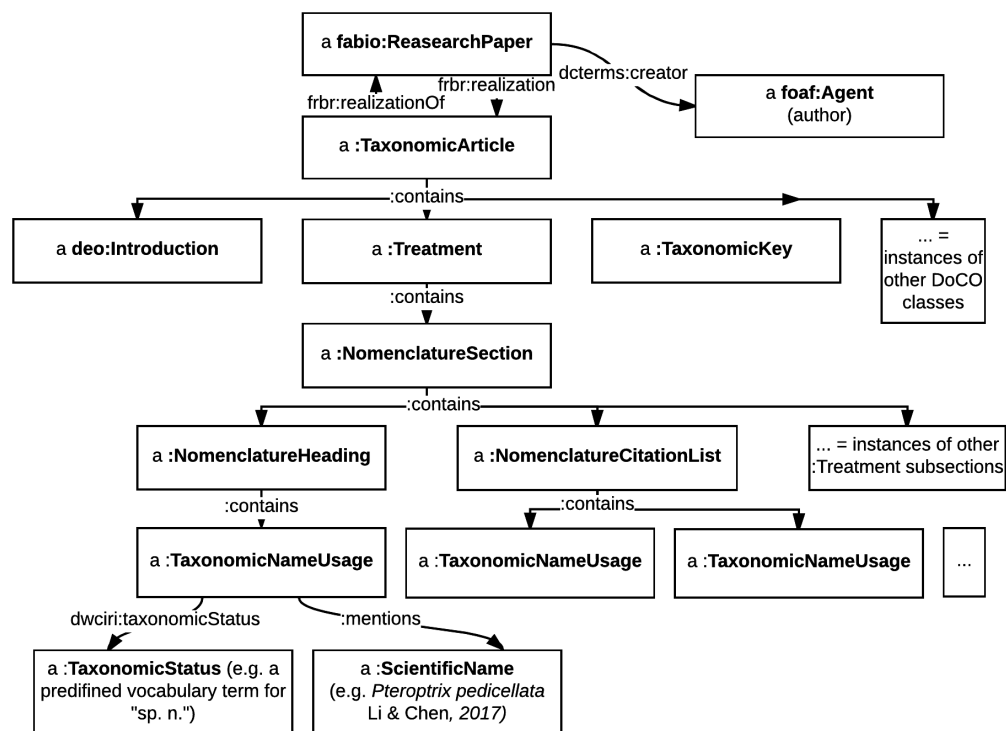 a fabio:ReasearchPaper
dcterms:creator
frbr:realizationOf
frbr:realization
a foaf:Agent
(author)
a :TaxonomicArticle
:contains
a deo:Introduction
a :Treatment
a :TaxonomicKey
... =
instances of
other DoCO
classes
:contains
a :NomenclatureSection
:contains
a :NomenclatureHeading
a :NomenclatureCitationList
... = instances of other
:Treatment subsections
:contains
:contains
a :TaxonomicNameUsage
a :TaxonomicNameUsage
a :TaxonomicNameUsage
...
dwciri:taxonomicStatus
:mentions
a :TaxonomicStatus (e.g. a
predifined vocabulary term for
"sp. n.")
a :ScientificName
(e.g. Pteroptrix pedicellata
Li & Chen, 2017)